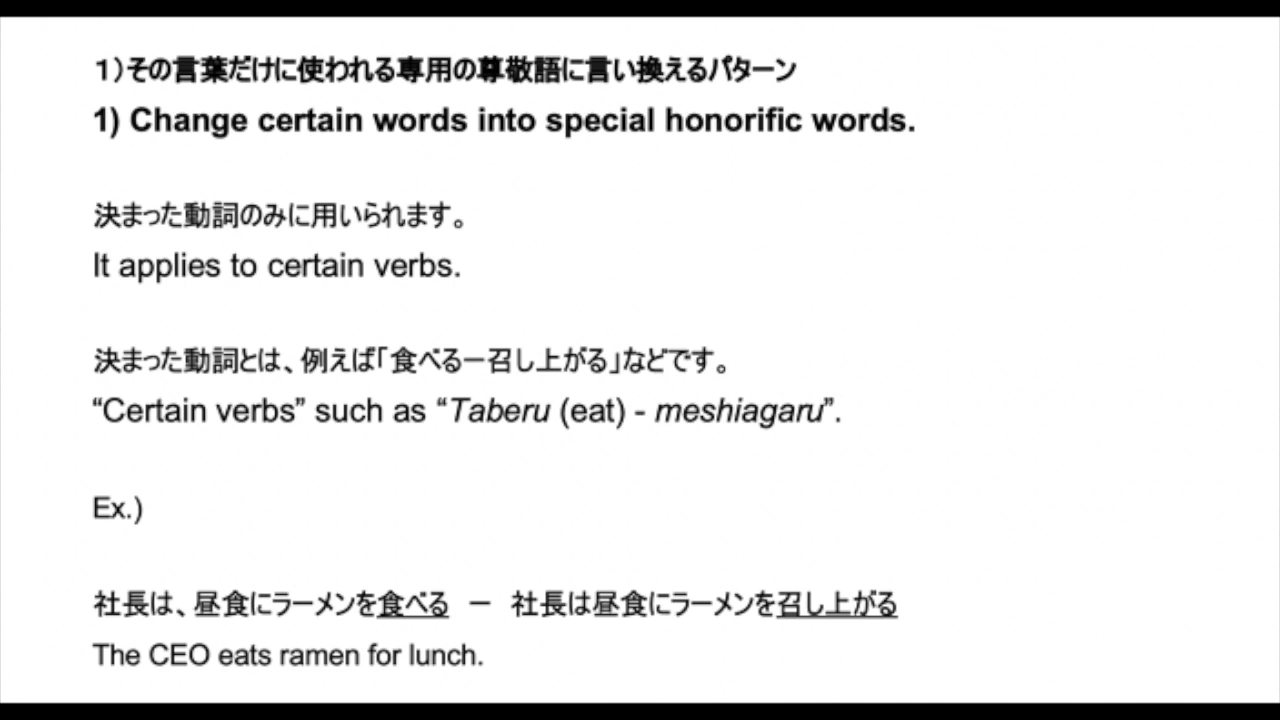 １）その言葉だけに使われる専用の尊敬語に言い換えるパターン
1) Change certain words into special honorific words.
決まった動詞のみに用いられます。
It applies to certain verbs.
決まった動詞とは、例えば「食べるー召し上がる」などです。
“Certain verbs” such as “Taberu (eat) - meshiagaru”.
Ex.)
社長は、昼食にラーメンを食べる　ー　社長は昼食にラーメンを召し上がる
The CEO eats ramen for lunch.